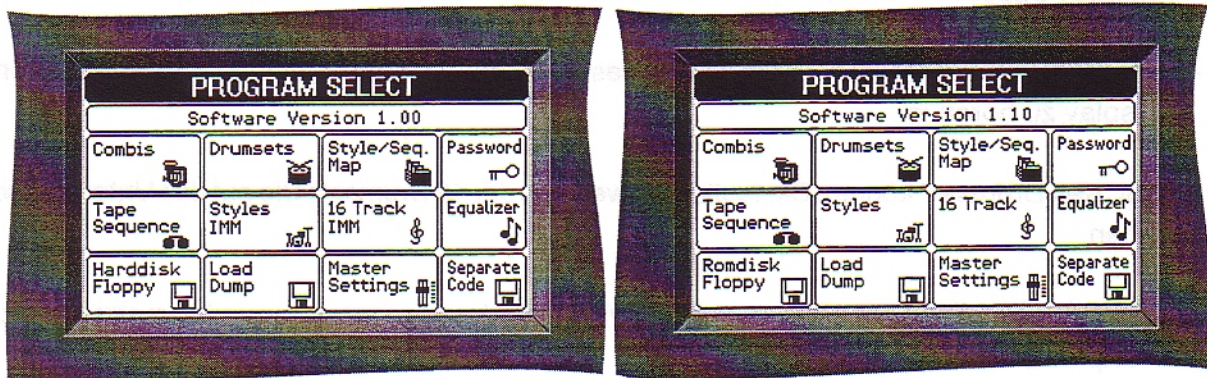 PROGRAM SELECT
Software Version 1.00
Combis
Drumsets
Style/Seq.
Map
Password
Tape
Sequence
Styles
IMM
16 Track
IMM
Equalizer
Harddisk
Floppy
Load
Dump
Master
Settings
Separate
Code
PROGRAM SELECT
Software Version 1.10
Combis
Drumsets
Style/Seq.
Map
Password
Tape
Sequence
Styles
16 Track
Equalizer
Romdisk
Floppy
Load
Dump
Master
Settings
Separate
Code